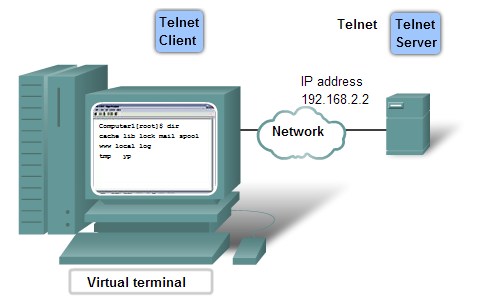 Telnet
Client
Telnet
Telnet
Server
IP address
192.168.2.2
Computer1[root]$ dir
cache lib lock mail spool
www local log
tmp yp
Network
Virtual terminal